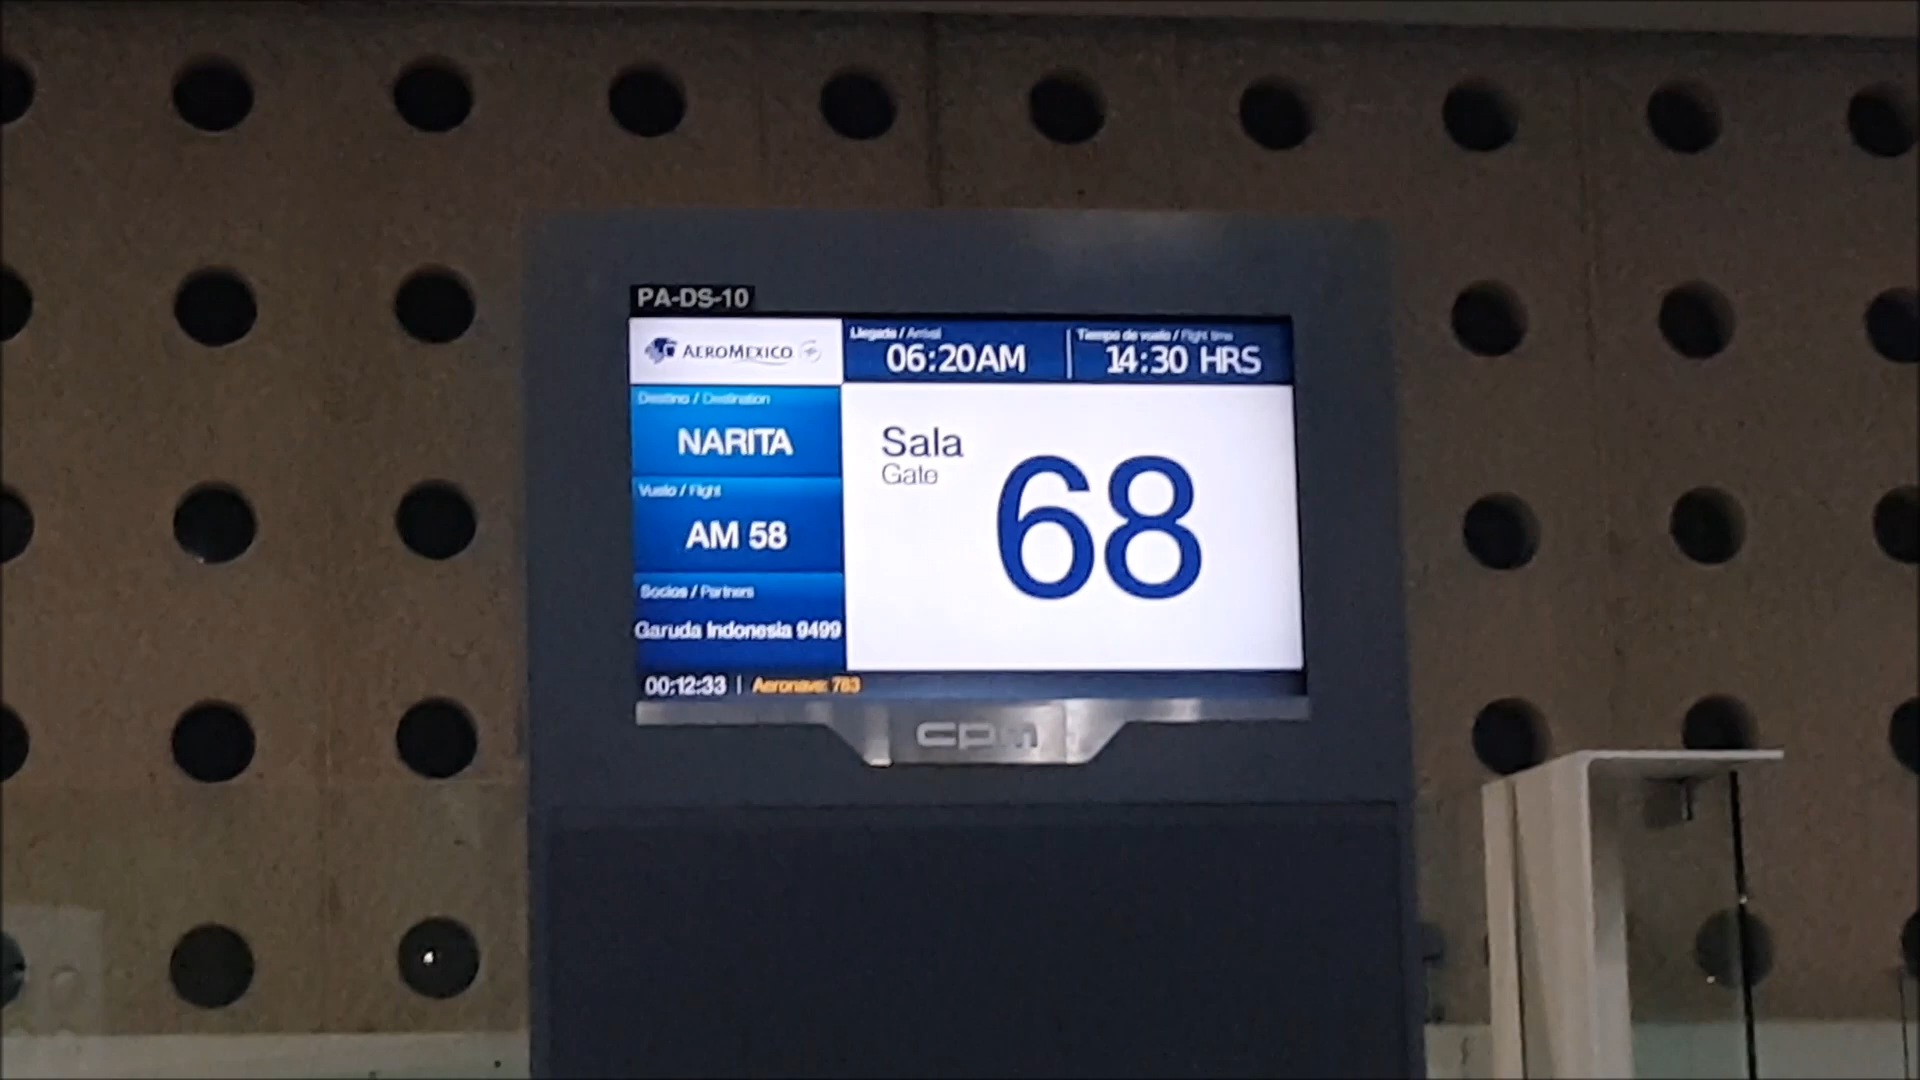 PA-DS-10
AEROMEXICO
Llegada / Arrival
06:20AM
Tiempo de vuelo / Flight time
14:30 HRS
Destino / Destination
NARITA
Vuelo / Flight
AM 58
Socios / Partners
Garuda Indonesia 9499
Sala
Gate
68
00:12:33 | Aeronave: 783
cpm